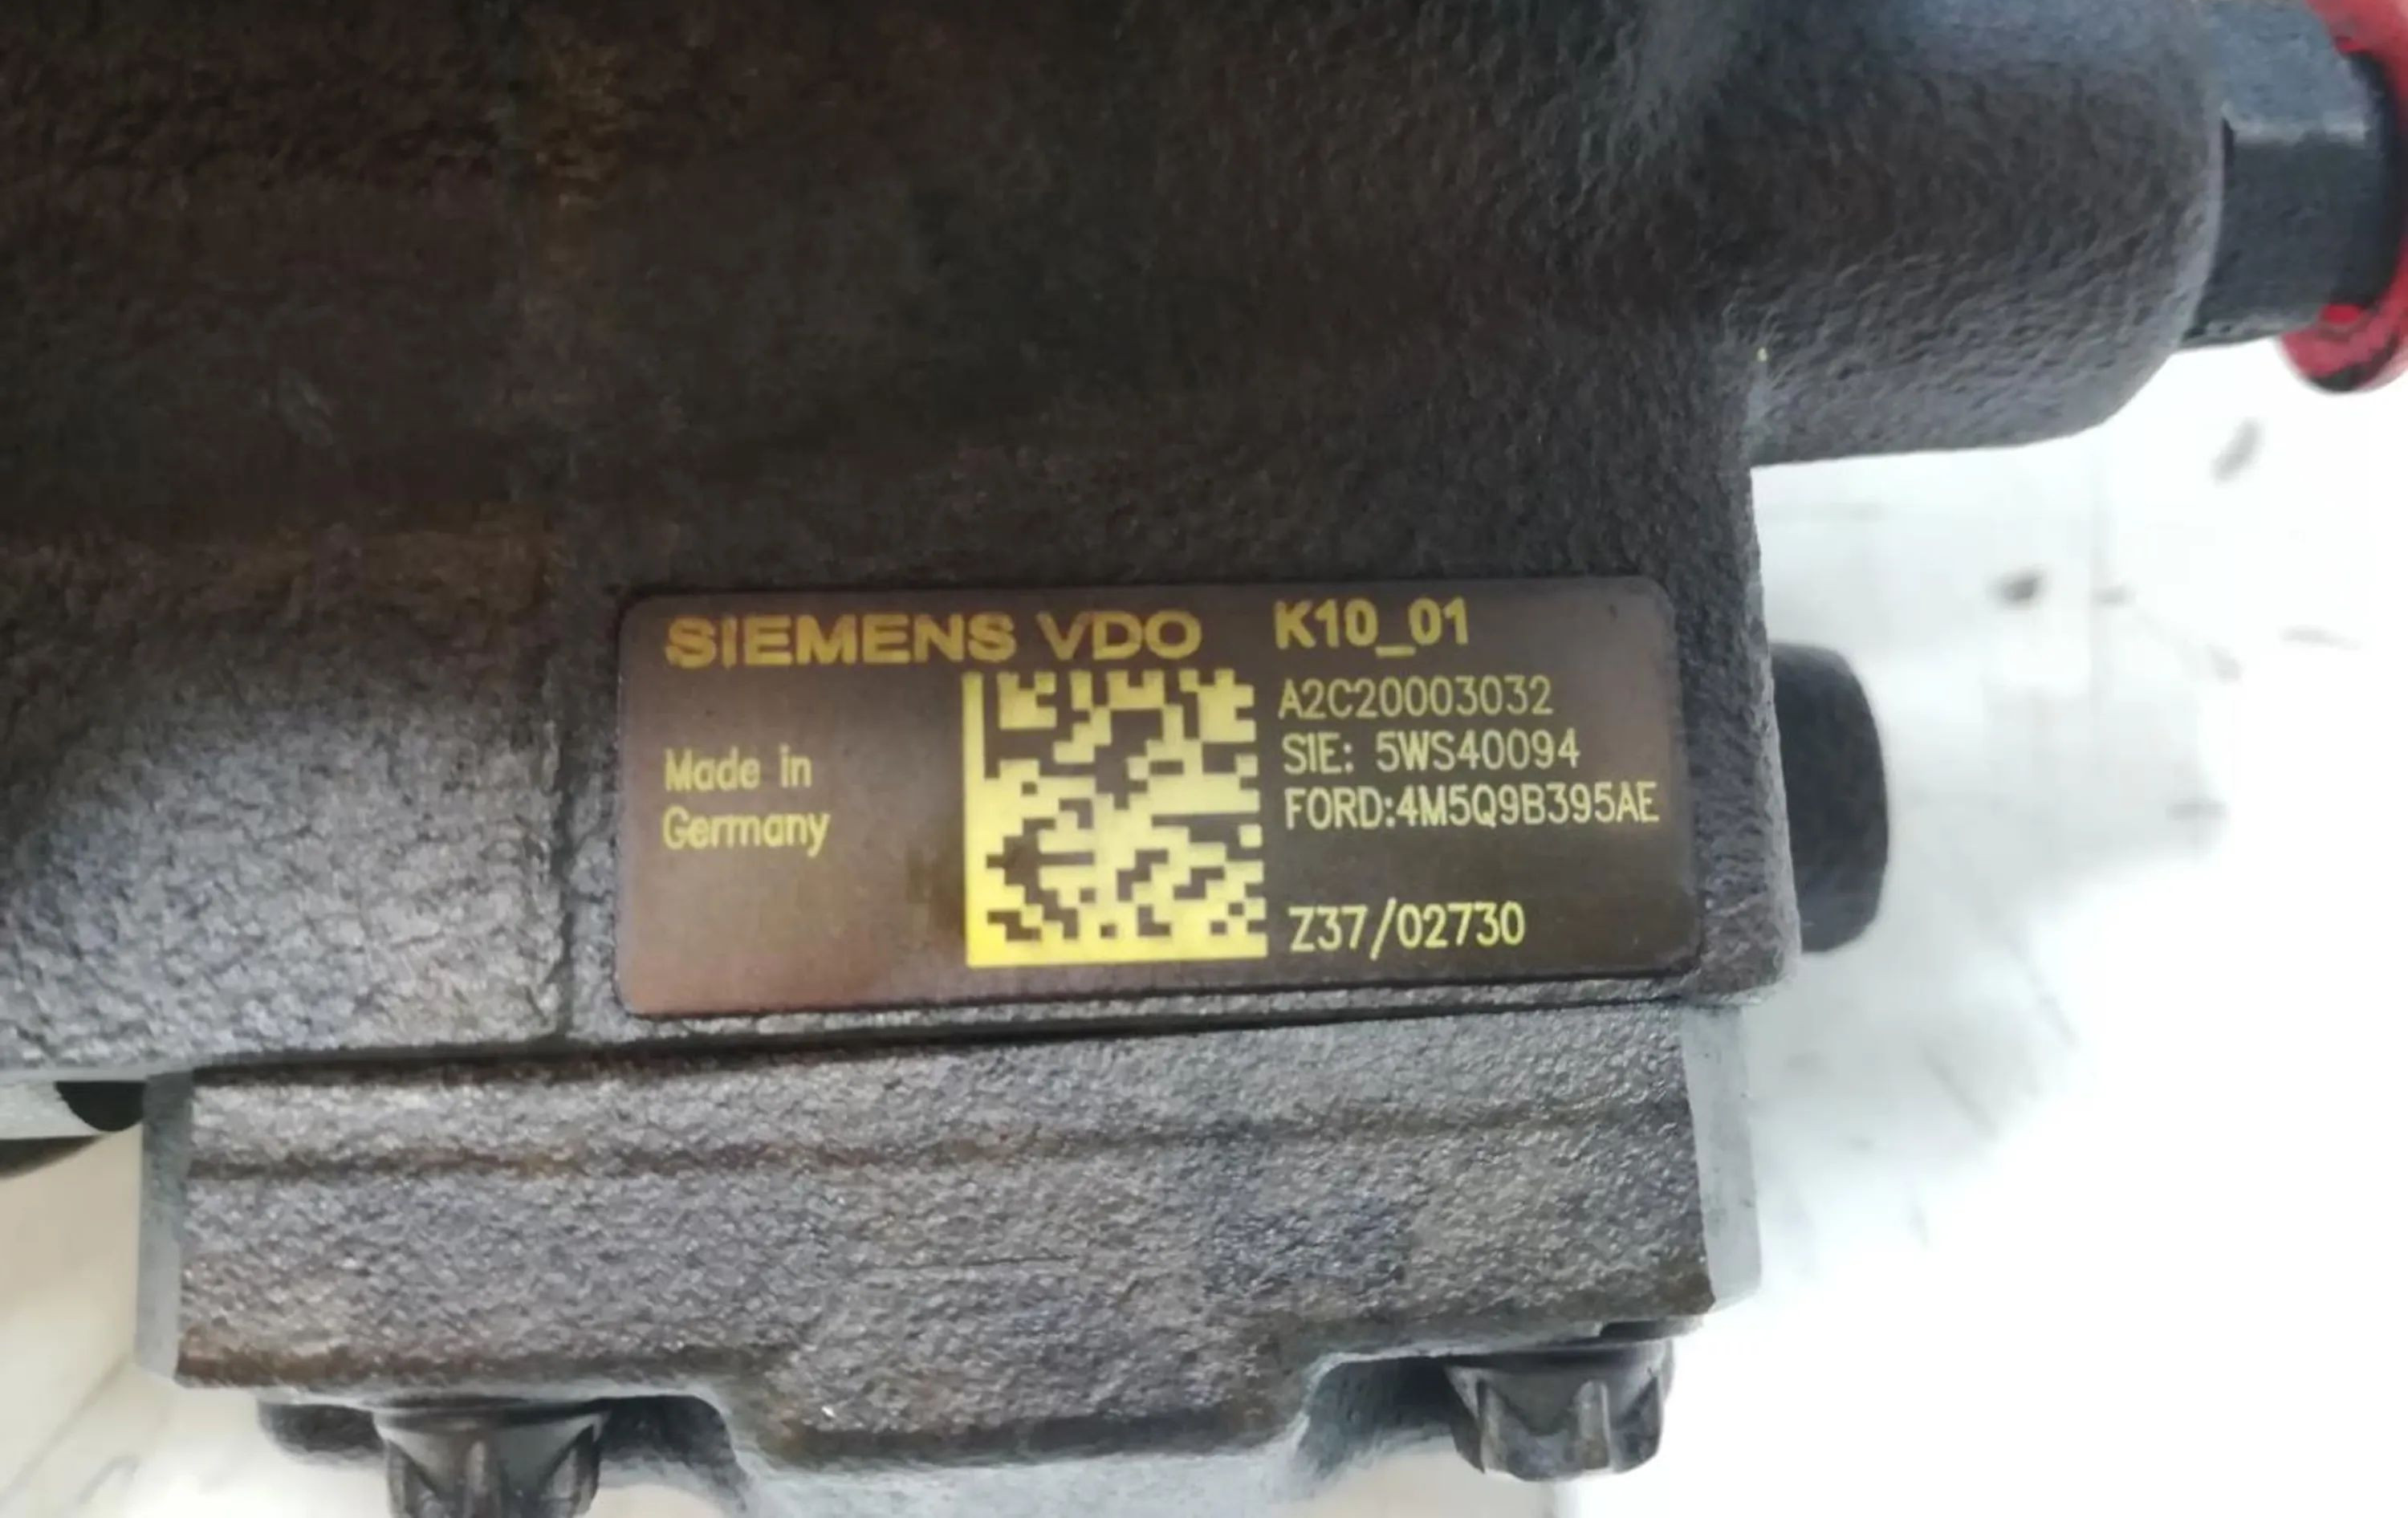 SIEMENS VDO K10_01
A2C20003032
SIE: 5WS40094
FORD:4M5Q9B395AE
Made in
Germany
Z37/02730